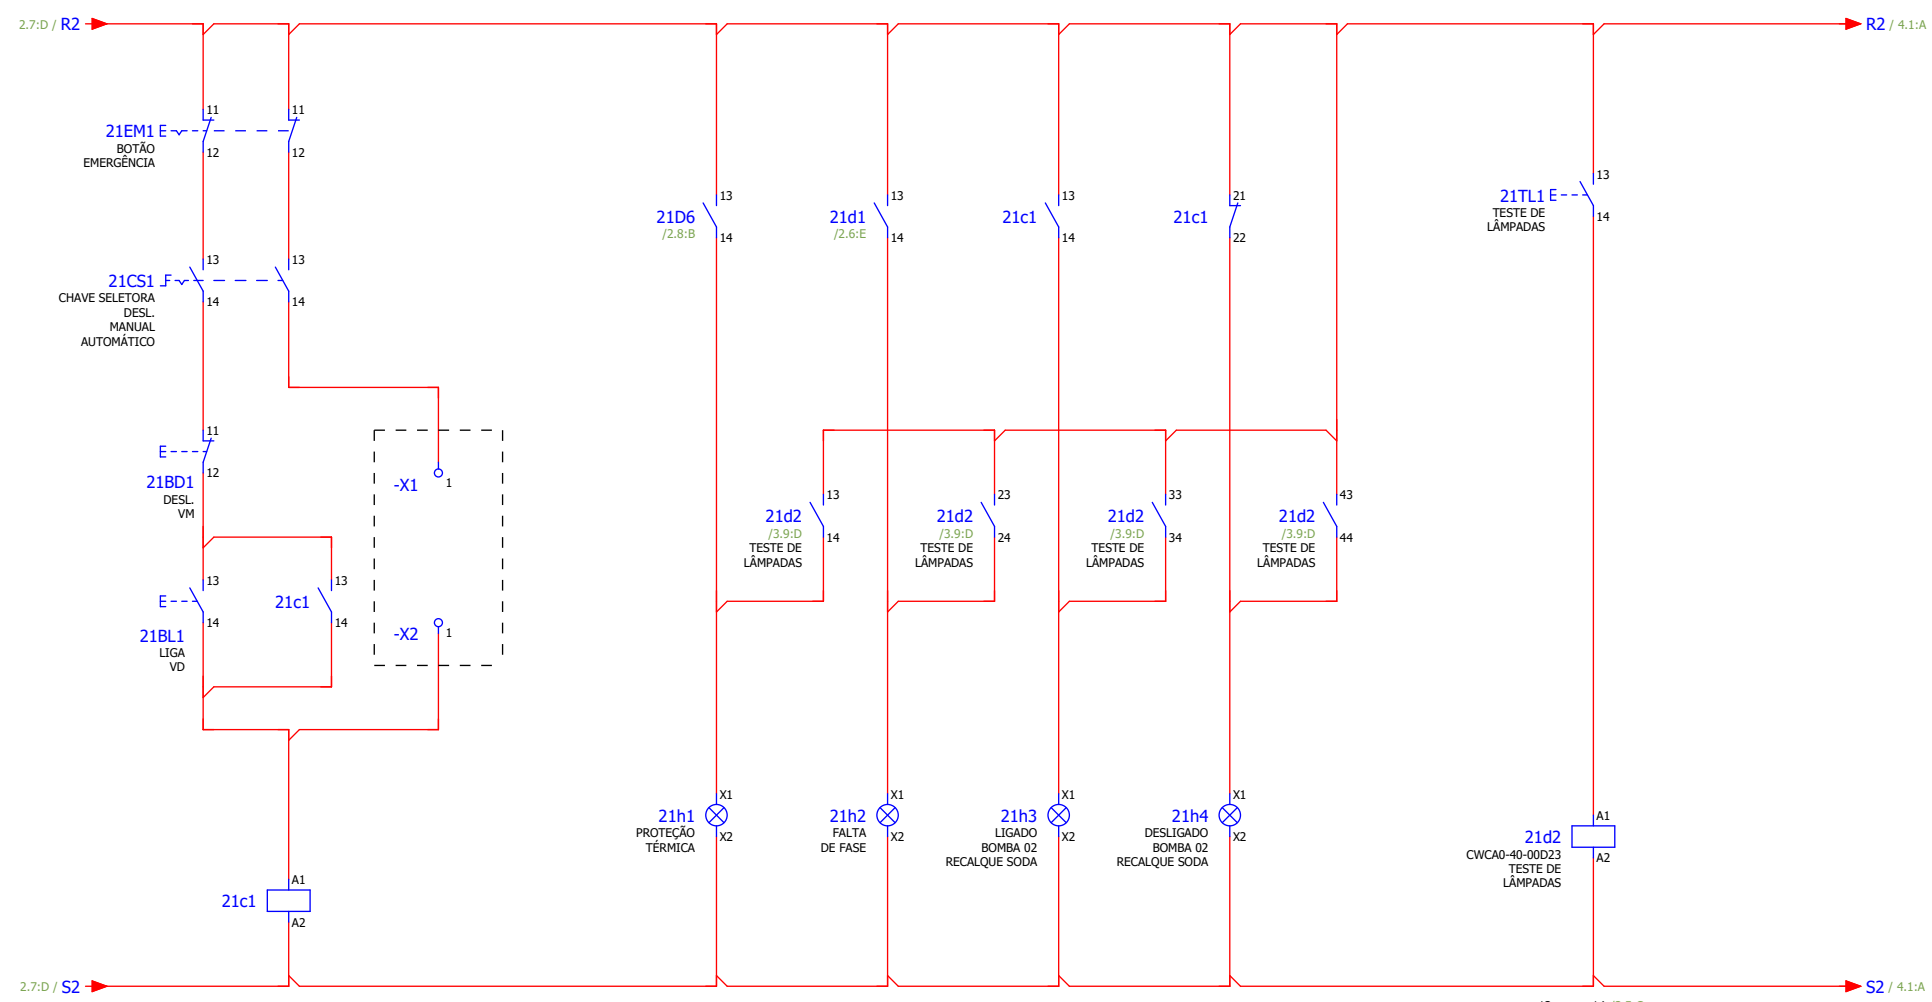 2.7:D / R2
R2 / 4.1:A
11
11
21EM1
BOTÃO
EMERGÊNCIA
12
12
13
13
21CS1
CHAVE SELETORA
DESL.
MANUAL
AUTOMÁTICO
14
14
11
12
21BD1
DESL.
VM
-X1
1
13
14
21BL1
LIGA
VD
13
21c1
14
-X2
1
A1
21c1
A2
13
21D6
/2.8:B
14
13
21d1
/2.6:E
14
13
21c1
14
21
21c1
22
13
21TL1
TESTE DE
LÂMPADAS
14
13
21d2
/3.9:D
14
TESTE DE
LÂMPADAS
23
21d2
/3.9:D
24
TESTE DE
LÂMPADAS
33
21d2
/3.9:D
34
TESTE DE
LÂMPADAS
43
21d2
/3.9:D
44
TESTE DE
LÂMPADAS
X1
21h1
PROTEÇÃO
TÉRMICA
X2
X1
21h2
FALTA
DE FASE
X2
X1
21h3
LIGADO
BOMBA 02
RECALQUE SODA
X2
X1
21h4
DESLIGADO
BOMBA 02
RECALQUE SODA
X2
A1
21d2
CWCA0-40-00D23
TESTE DE
LÂMPADAS
A2
2.7:D / S2
S2 / 4.1:A